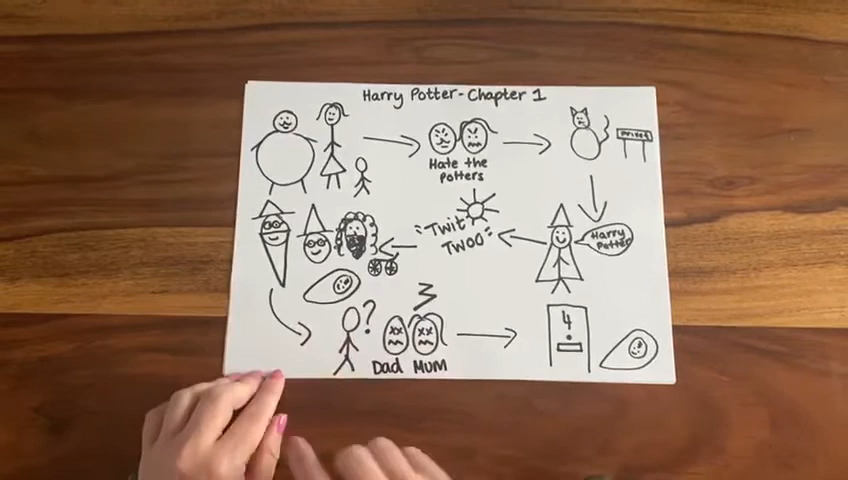 Harry Potter - Chapter 1
Hate the
Potters
Privet
Harry
Potter
"Twit
Twoo"
?
4
Dad MUM